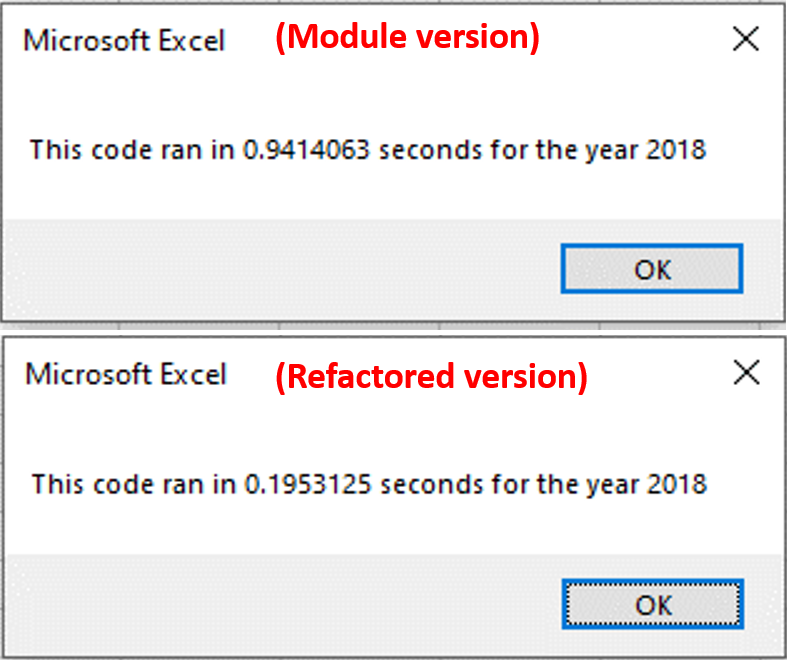 Microsoft Excel (Module version)
This code ran in 0.9414063 seconds for the year 2018
OK
Microsoft Excel (Refactored version)
This code ran in 0.1953125 seconds for the year 2018
OK